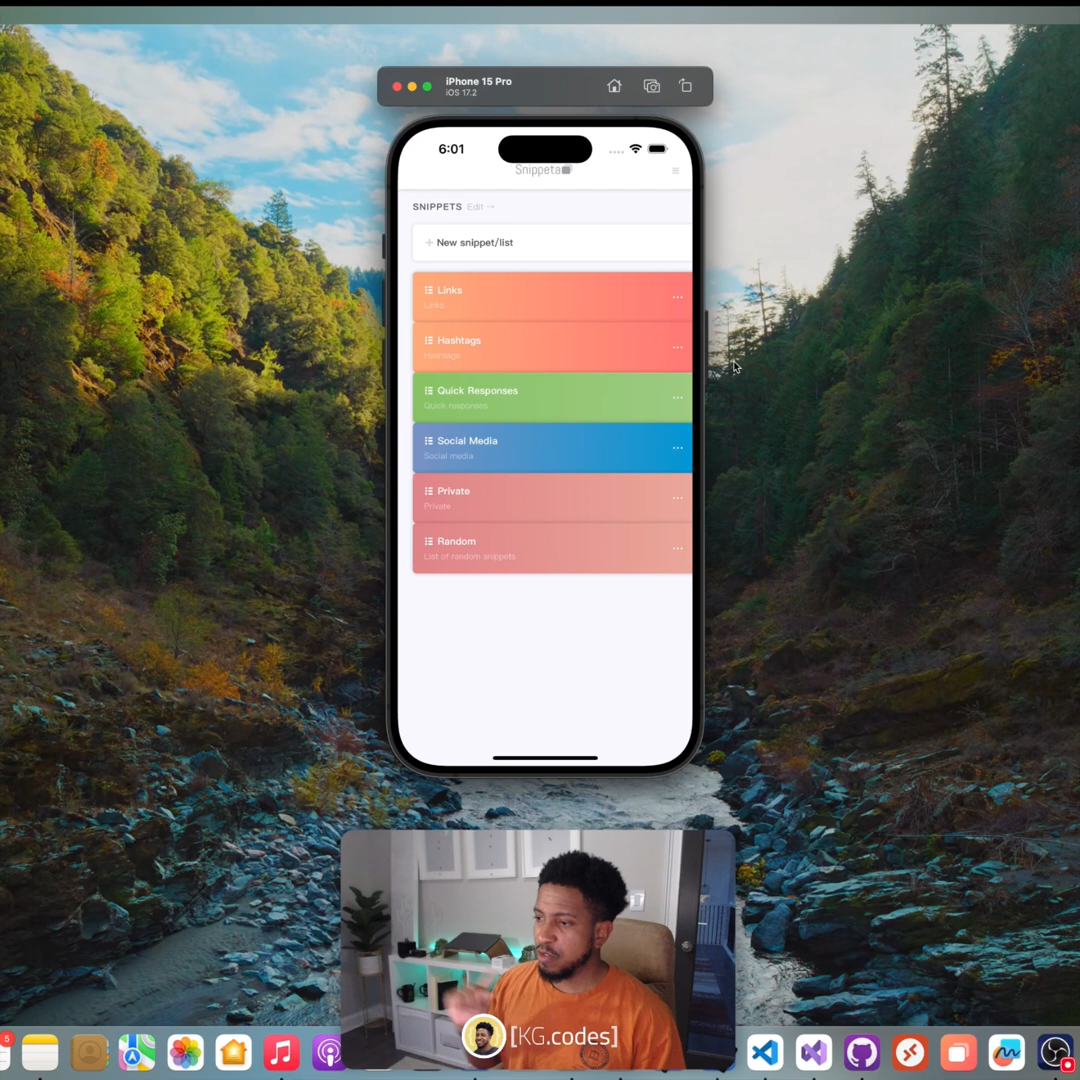 iPhone 15 Pro
iOS 17.2
6:01
Snippeta
SNIPPETS Edit →
+ New snippet/list
Links
Links
Hashtags
Hashtags
Quick Responses
Quick responses
Social Media
Social media
Private
Private
Random
List of random snippets
[KG.codes]
5